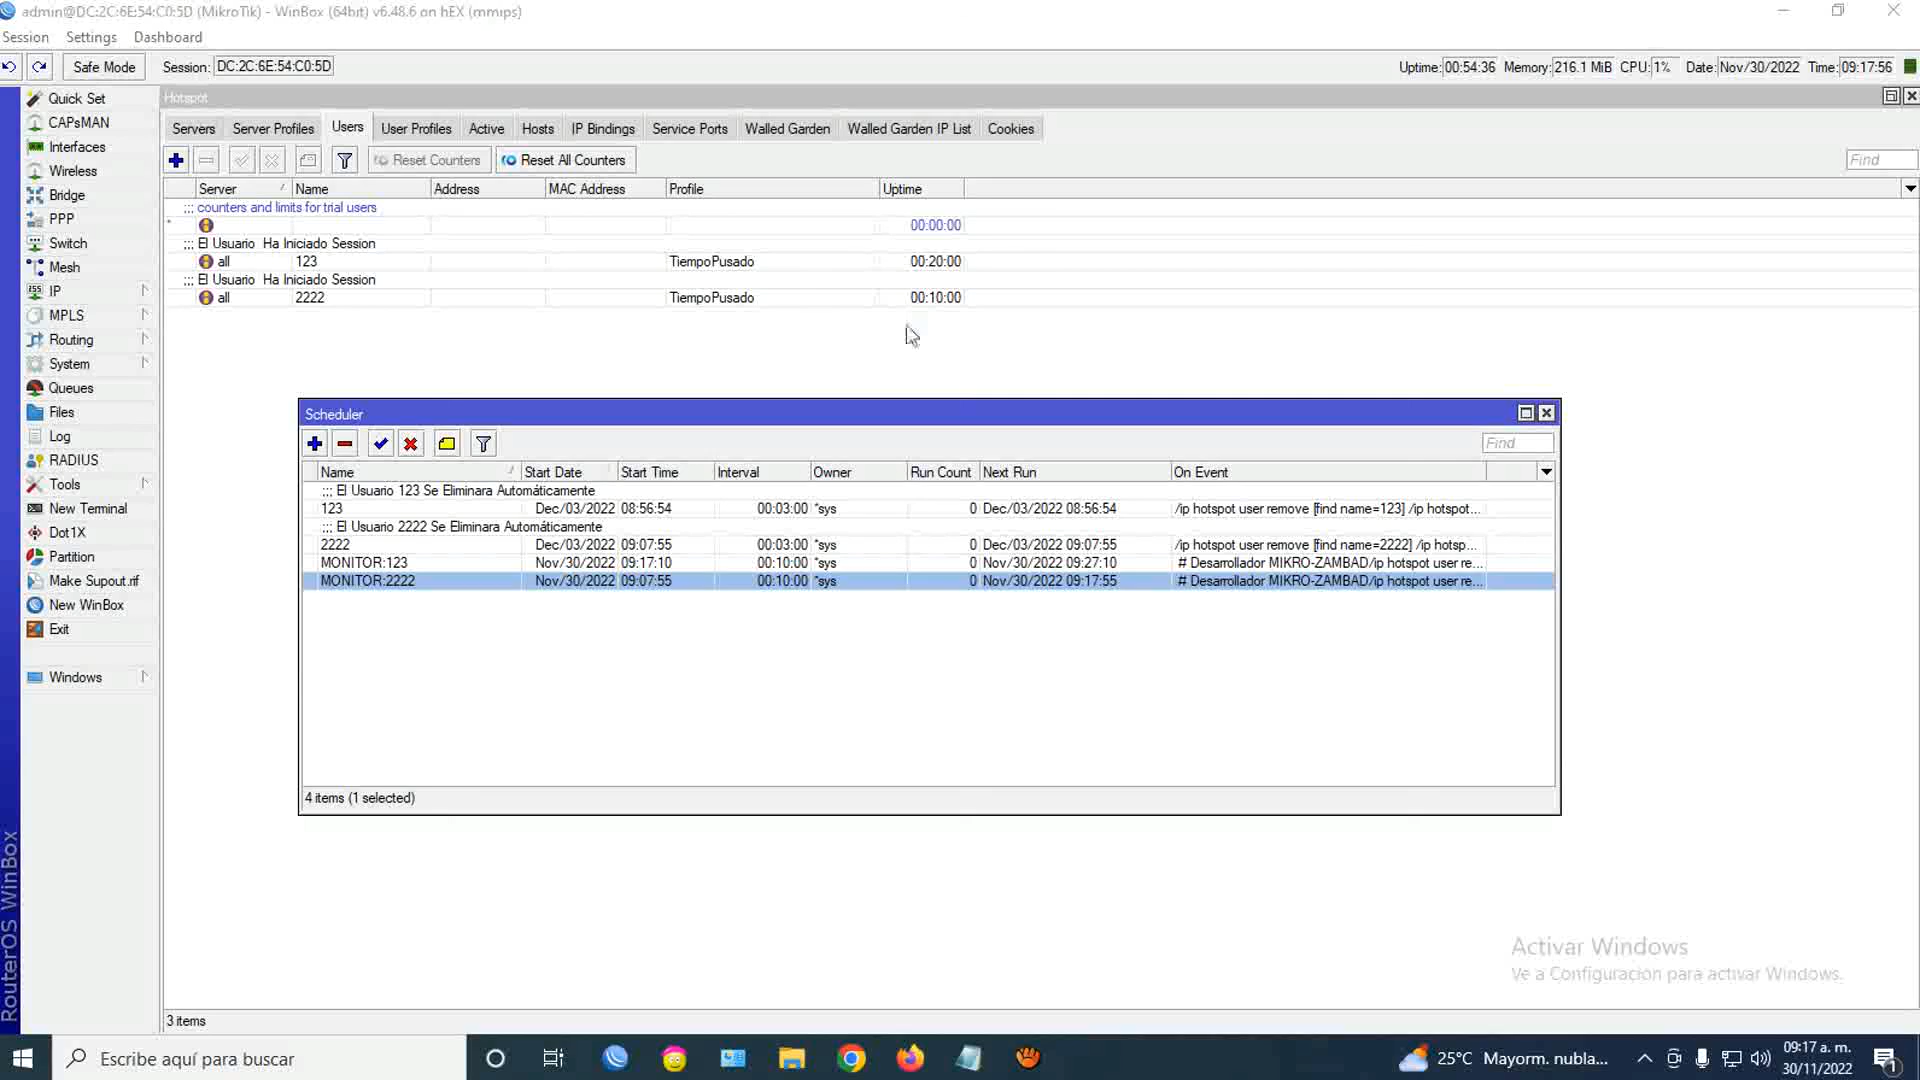 admin@DC:2C:6E:54:C0:5D (MikroTik) - WinBox (64bit) v6.48.6 on hEX (mmips)
Session Settings Dashboard
Safe Mode Session: DC:2C:6E:54:C0:5D Uptime: 00:54:36 Memory: 216.1 MiB CPU: 1% Date: Nov/30/2022 Time: 09:17:56
Hotspot
Servers Server Profiles Users User Profiles Active Hosts IP Bindings Service Ports Walled Garden Walled Garden IP List Cookies
Reset Counters Reset All Counters Find
Server Name Address MAC Address Profile Uptime
;;; counters and limits for trial users
* 00:00:00
;;; El Usuario Ha Iniciado Session
all 123 TiempoPusado 00:20:00
;;; El Usuario Ha Iniciado Session
all 2222 TiempoPusado 00:10:00
3 items
Quick Set
CAPsMAN
Interfaces
Wireless
Bridge
PPP
Switch
Mesh
IP
MPLS
Routing
System
Queues
Files
Log
RADIUS
Tools
New Terminal
Dot1X
Partition
Make Supout.rif
New WinBox
Exit
Windows
RouterOS WinBox
Scheduler
Find
Name Start Date Start Time Interval Owner Run Count Next Run On Event
;;; El Usuario 123 Se Eliminara Automáticamente
123 Dec/03/2022 08:56:54 00:03:00 *sys 0 Dec/03/2022 08:56:54 /ip hotspot user remove [find name=123] /ip hotspot...
;;; El Usuario 2222 Se Eliminara Automáticamente
2222 Dec/03/2022 09:07:55 00:03:00 *sys 0 Dec/03/2022 09:07:55 /ip hotspot user remove [find name=2222] /ip hotsp...
MONITOR:123 Nov/30/2022 09:17:10 00:10:00 *sys 0 Nov/30/2022 09:27:10 # Desarrollador MIKRO-ZAMBAD/ip hotspot user re...
MONITOR:2222 Nov/30/2022 09:07:55 00:10:00 *sys 0 Nov/30/2022 09:17:55 # Desarrollador MIKRO-ZAMBAD/ip hotspot user re...
4 items (1 selected)
Activar Windows
Ve a Configuración para activar Windows.
Escribe aquí para buscar
25°C Mayorm. nubla...
09:17 a. m.
30/11/2022
1